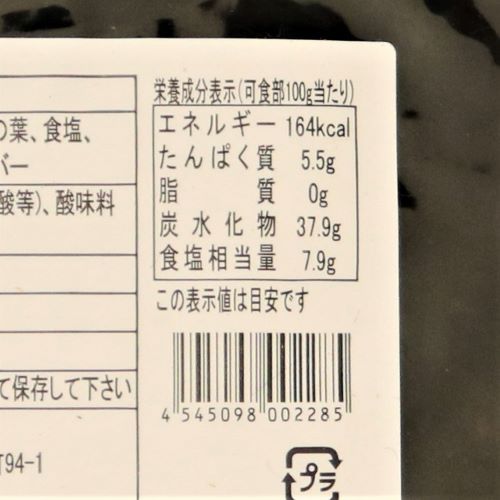 の葉、食塩、
バー
酸等)、酸味料
て保存して下さい
T94-1
栄養成分表示(可食部100g当たり)
エネルギー 164kcal
たんぱく質 5.5g
脂質 0g
炭水化物 37.9g
食塩相当量 7.9g
この表示値は目安です
4 545098 002285
プラ